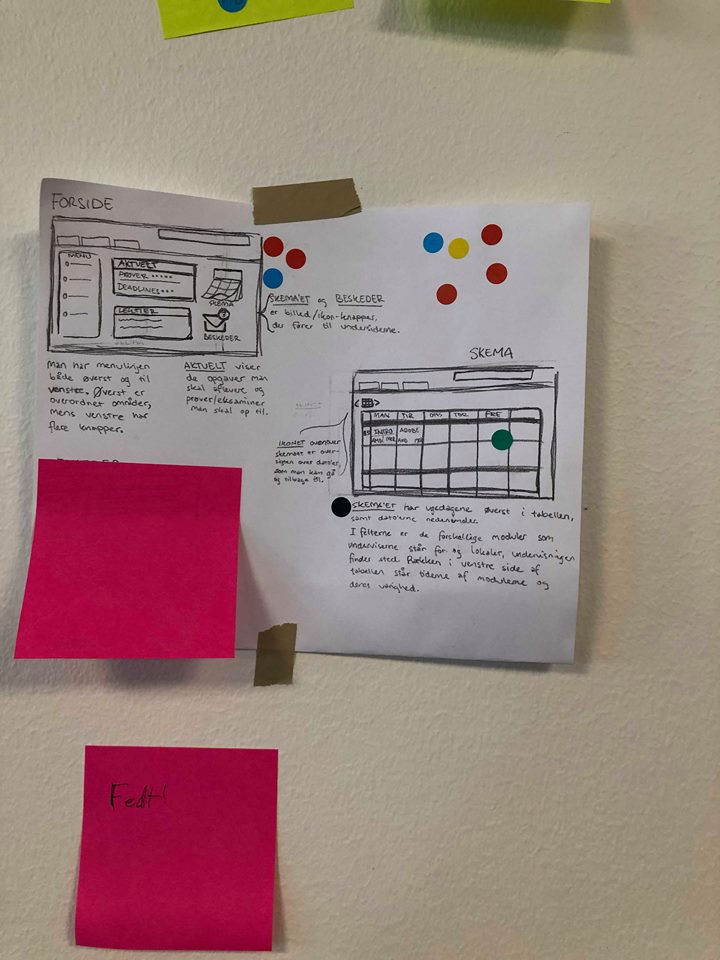 FORSIDE
MENU
AKTUELT
PRØVER
DEADLINES
LEKTIER
SKEMA
BESKEDER
SKEMA'ET og BESKEDER
er billed/ikon-knapper,
der fører til undersiderne.
Man har menulinjen
både øverst og til
venstre. Øverst er
overordnet områder,
mens venstre har
flere knapper.
AKTUELT viser
de opgaver man
skal aflevere og
prøver/eksaminer
man skal op til.
SKEMA
MAN TIR ONS TOR FRE
INTRO ADOBE
IKONET ovenover
skemaet er over-
sigten over datoer,
som man kan gå
og tilbage til.
SKEMA'ET har ugedagene øverst i tabellen,
samt datoerne nedenunder.
I felterne er de forskellige moduler som
underviserne står for og lokaler, undervisningen
finder sted. Rækken i venstre side af
tabellen står tiderne af modulerne og
deres varighed.
Fedt!